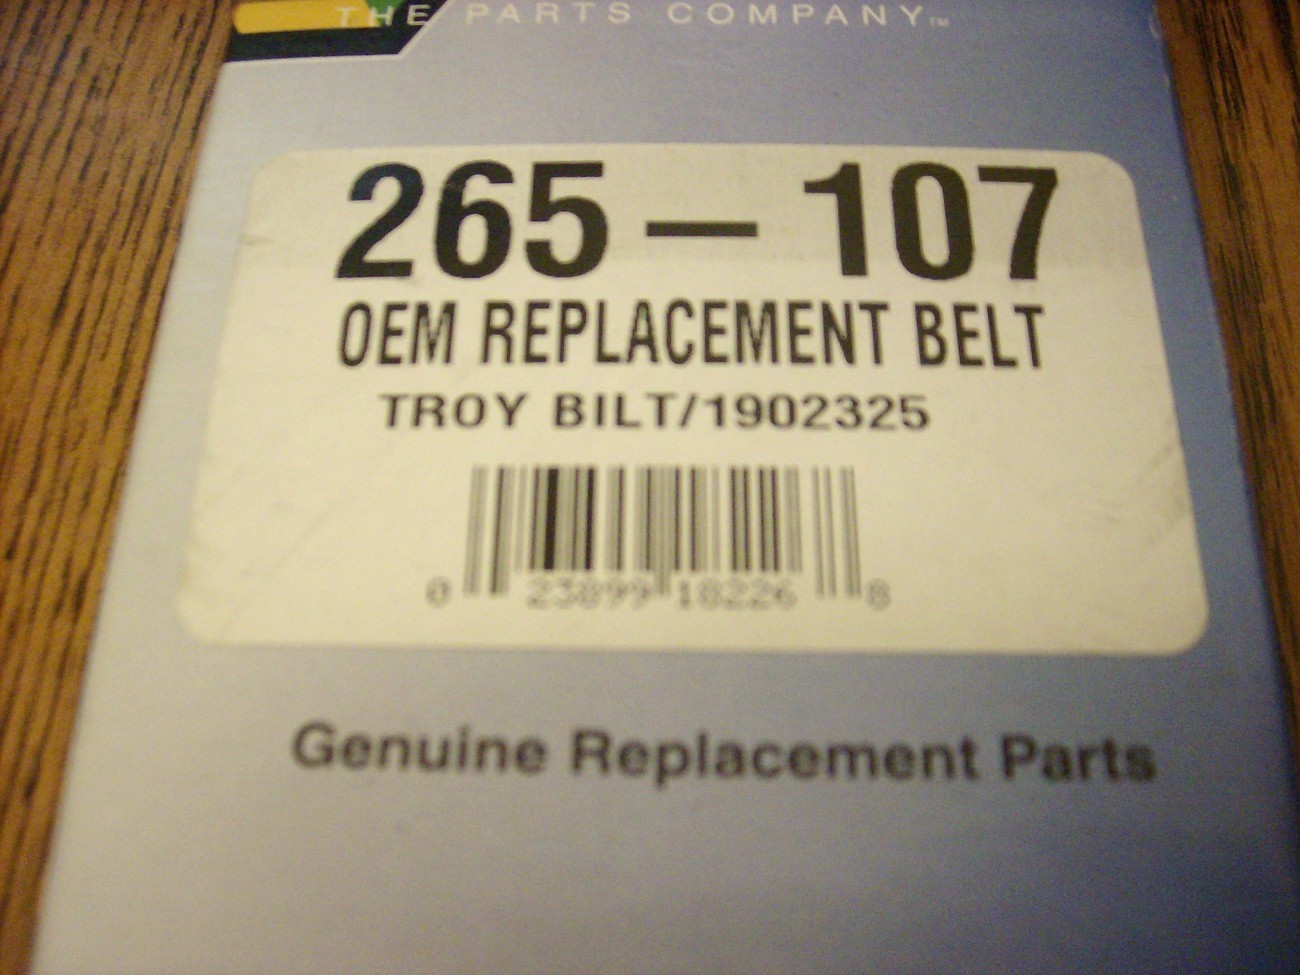 THE PARTS COMPANY™
265 — 107
OEM REPLACEMENT BELT
TROY BILT/1902325
0 23899 18226 8
Genuine Replacement Parts